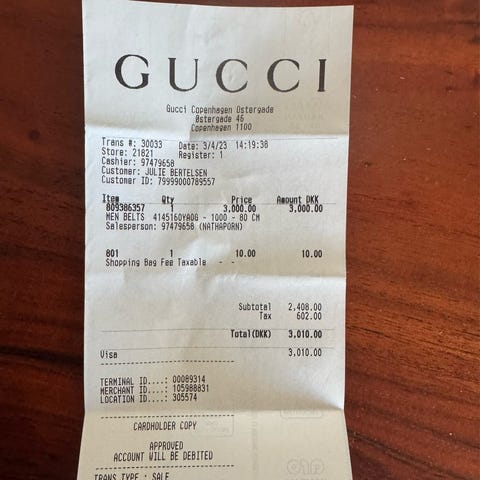 GUCCI
Gucci Copenhagen Ostergade
Østergade 46
Copenhagen 1100
Trans #: 30033 Date: 3/4/23 14:19:38
Store: 21821 Register: 1
Cashier: 97479658
Customer: JULIE BERTELSEN
Customer ID: 79999000789557
Item Qty Price Amount DKK
809386357 1 3,000.00 3,000.00
MEN BELTS 4145160YA0G - 1000 - 80 CM
Salesperson: 97479658 (NATHAPORN)
801 1 10.00 10.00
Shopping Bag Fee Taxable - -
Subtotal 2,408.00
Tax 602.00
Total(DKK) 3,010.00
Visa 3,010.00
TERMINAL ID....: 00089314
MERCHANT ID....: 105988831
LOCATION ID....: 305574
CARDHOLDER COPY
APPROVED
ACCOUNT WILL BE DEBITED
TRANS TYPE : SALE